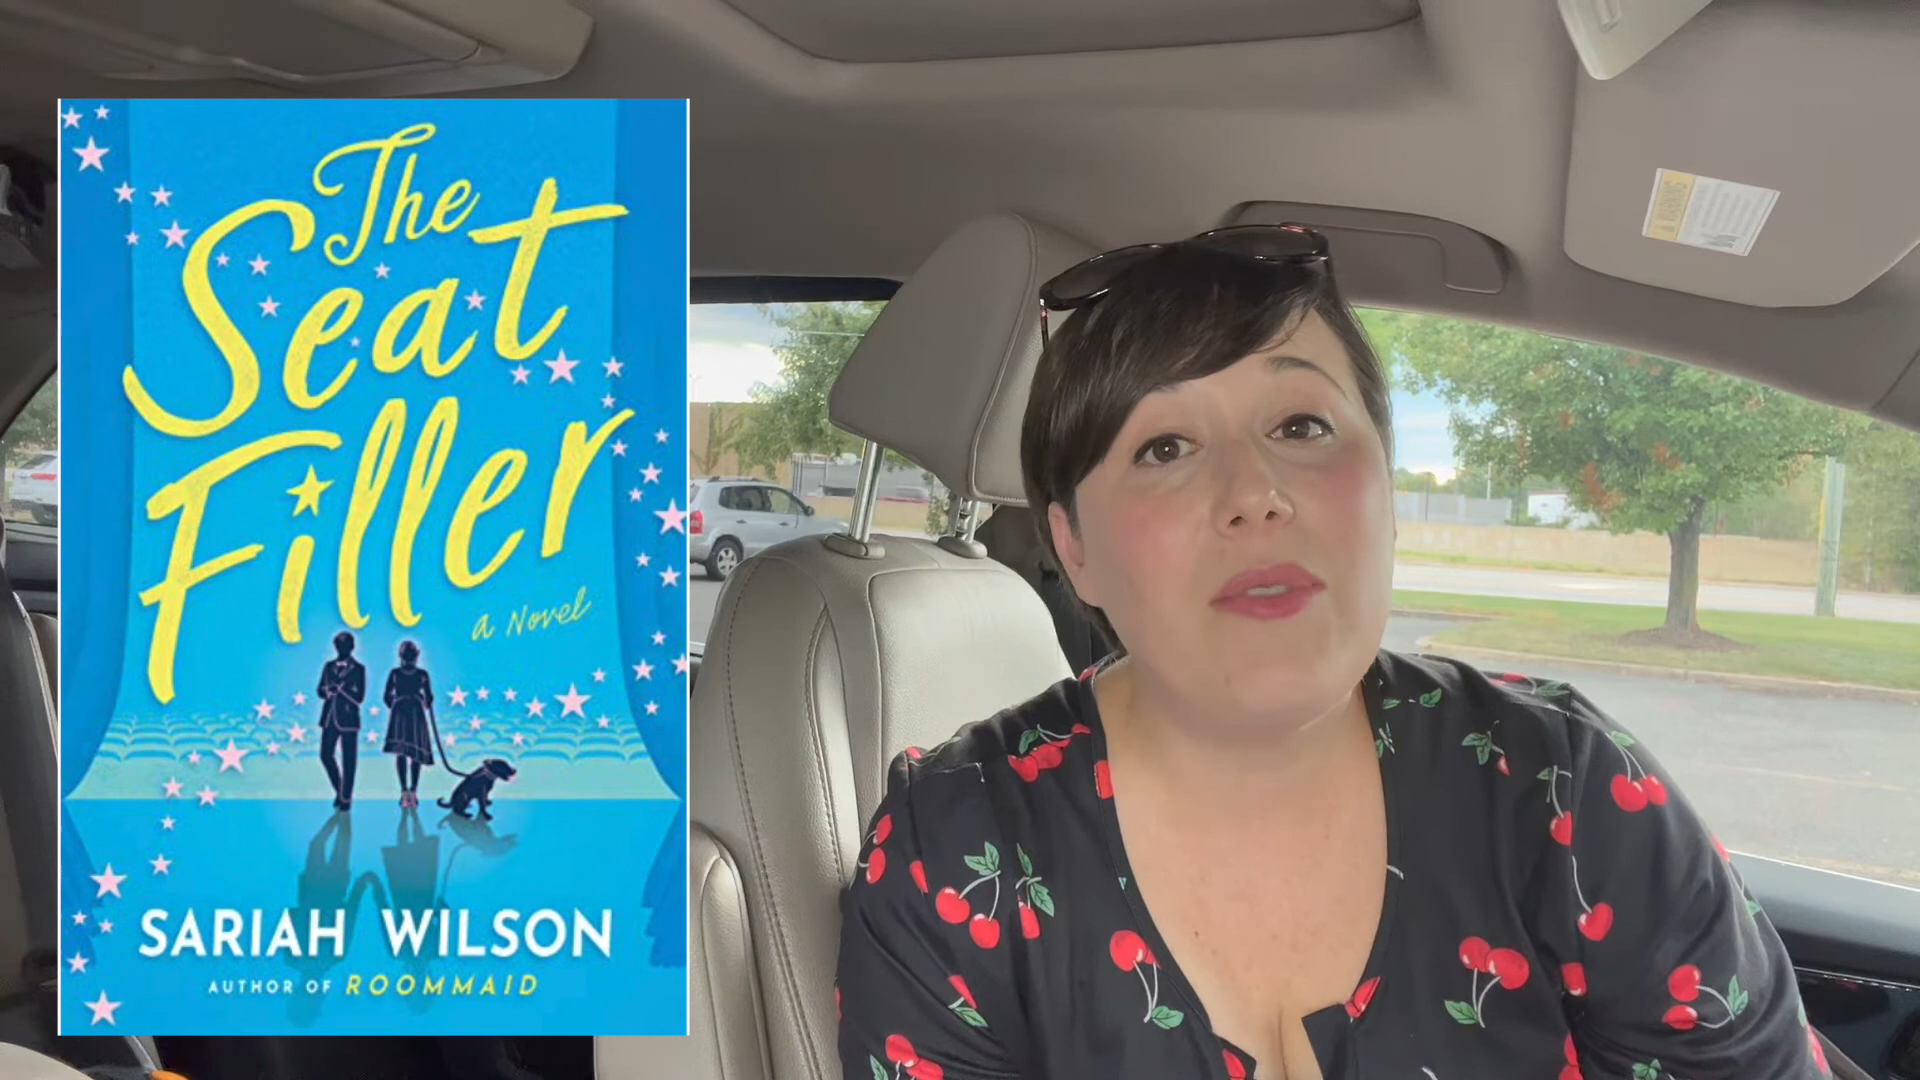 The
Seat
Filler
a Novel
SARIAH WILSON
AUTHOR OF ROOMMAID